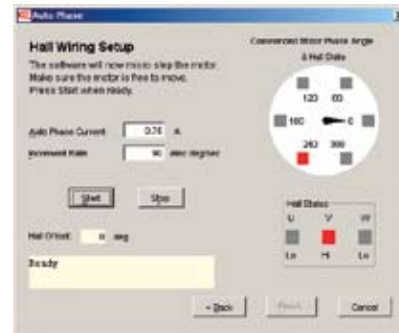 Auto Phase
Hall Wiring Setup
The software will now micro step the motor.
Make sure the motor is free to move.
Press Start when ready.
Auto Phase Current:
A
Increment Rate:
90 elec deg/sec
Start
Stop
Hall Offset: 0 deg
Ready
Commanded Motor Phase Angle
& Hall State
120 60
180 0
240 300
Hall States
U V W
Lo Hi Lo
< Back
Finish
Cancel